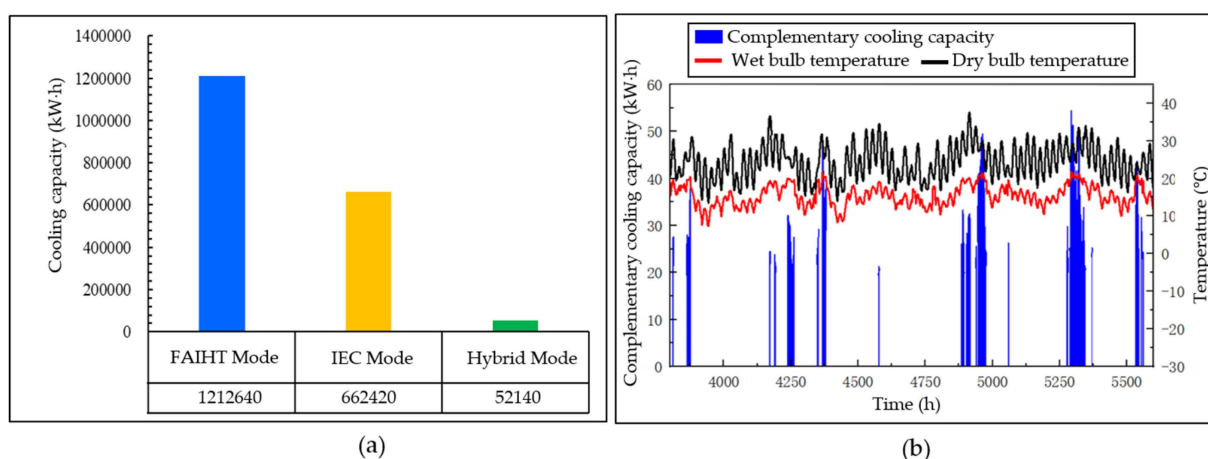 (a)
Cooling capacity (kW·h)
1400000
1200000
1000000
800000
600000
400000
200000
0
FAIHT Mode IEC Mode Hybrid Mode
1212640 662420 52140
(b)
Complementary cooling capacity
Wet bulb temperature Dry bulb temperature
Complementary cooling capacity (kW·h)
60
50
40
30
20
10
0
40
30
20
10
0
−10
−20
−30
Temperature (°C)
4000 4250 4500 4750 5000 5250 5500
Time (h)
(a) (b)